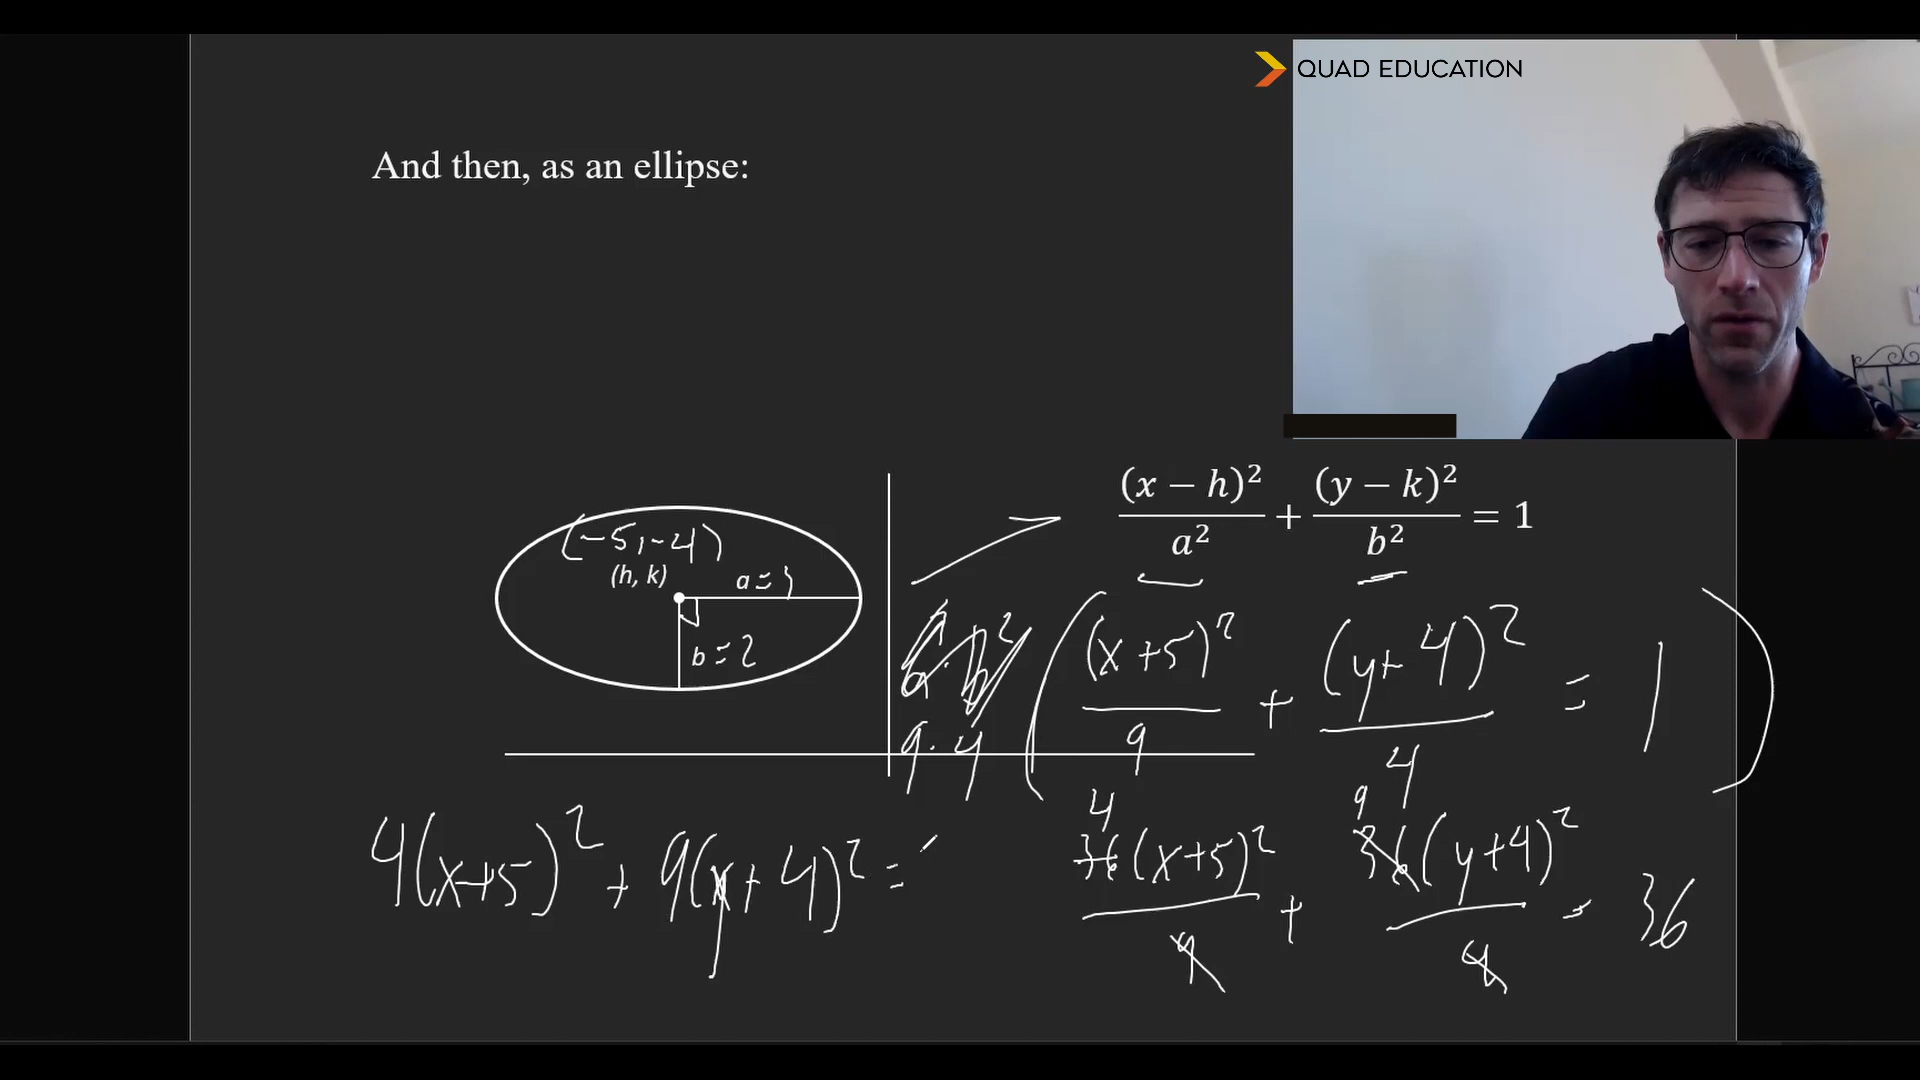 QUAD EDUCATION
And then, as an ellipse:
(x − h)²/a² + (y − k)²/b² = 1
(−5, −4)
(h, k)
a = 3
b = 2
9 · 4 ( (x+5)²/9 + (y+4)²/4 = 1 )
4 9
36(x+5)²/9 + 36(y+4)²/4 = 36
4(x+5)² + 9(y+4)² =